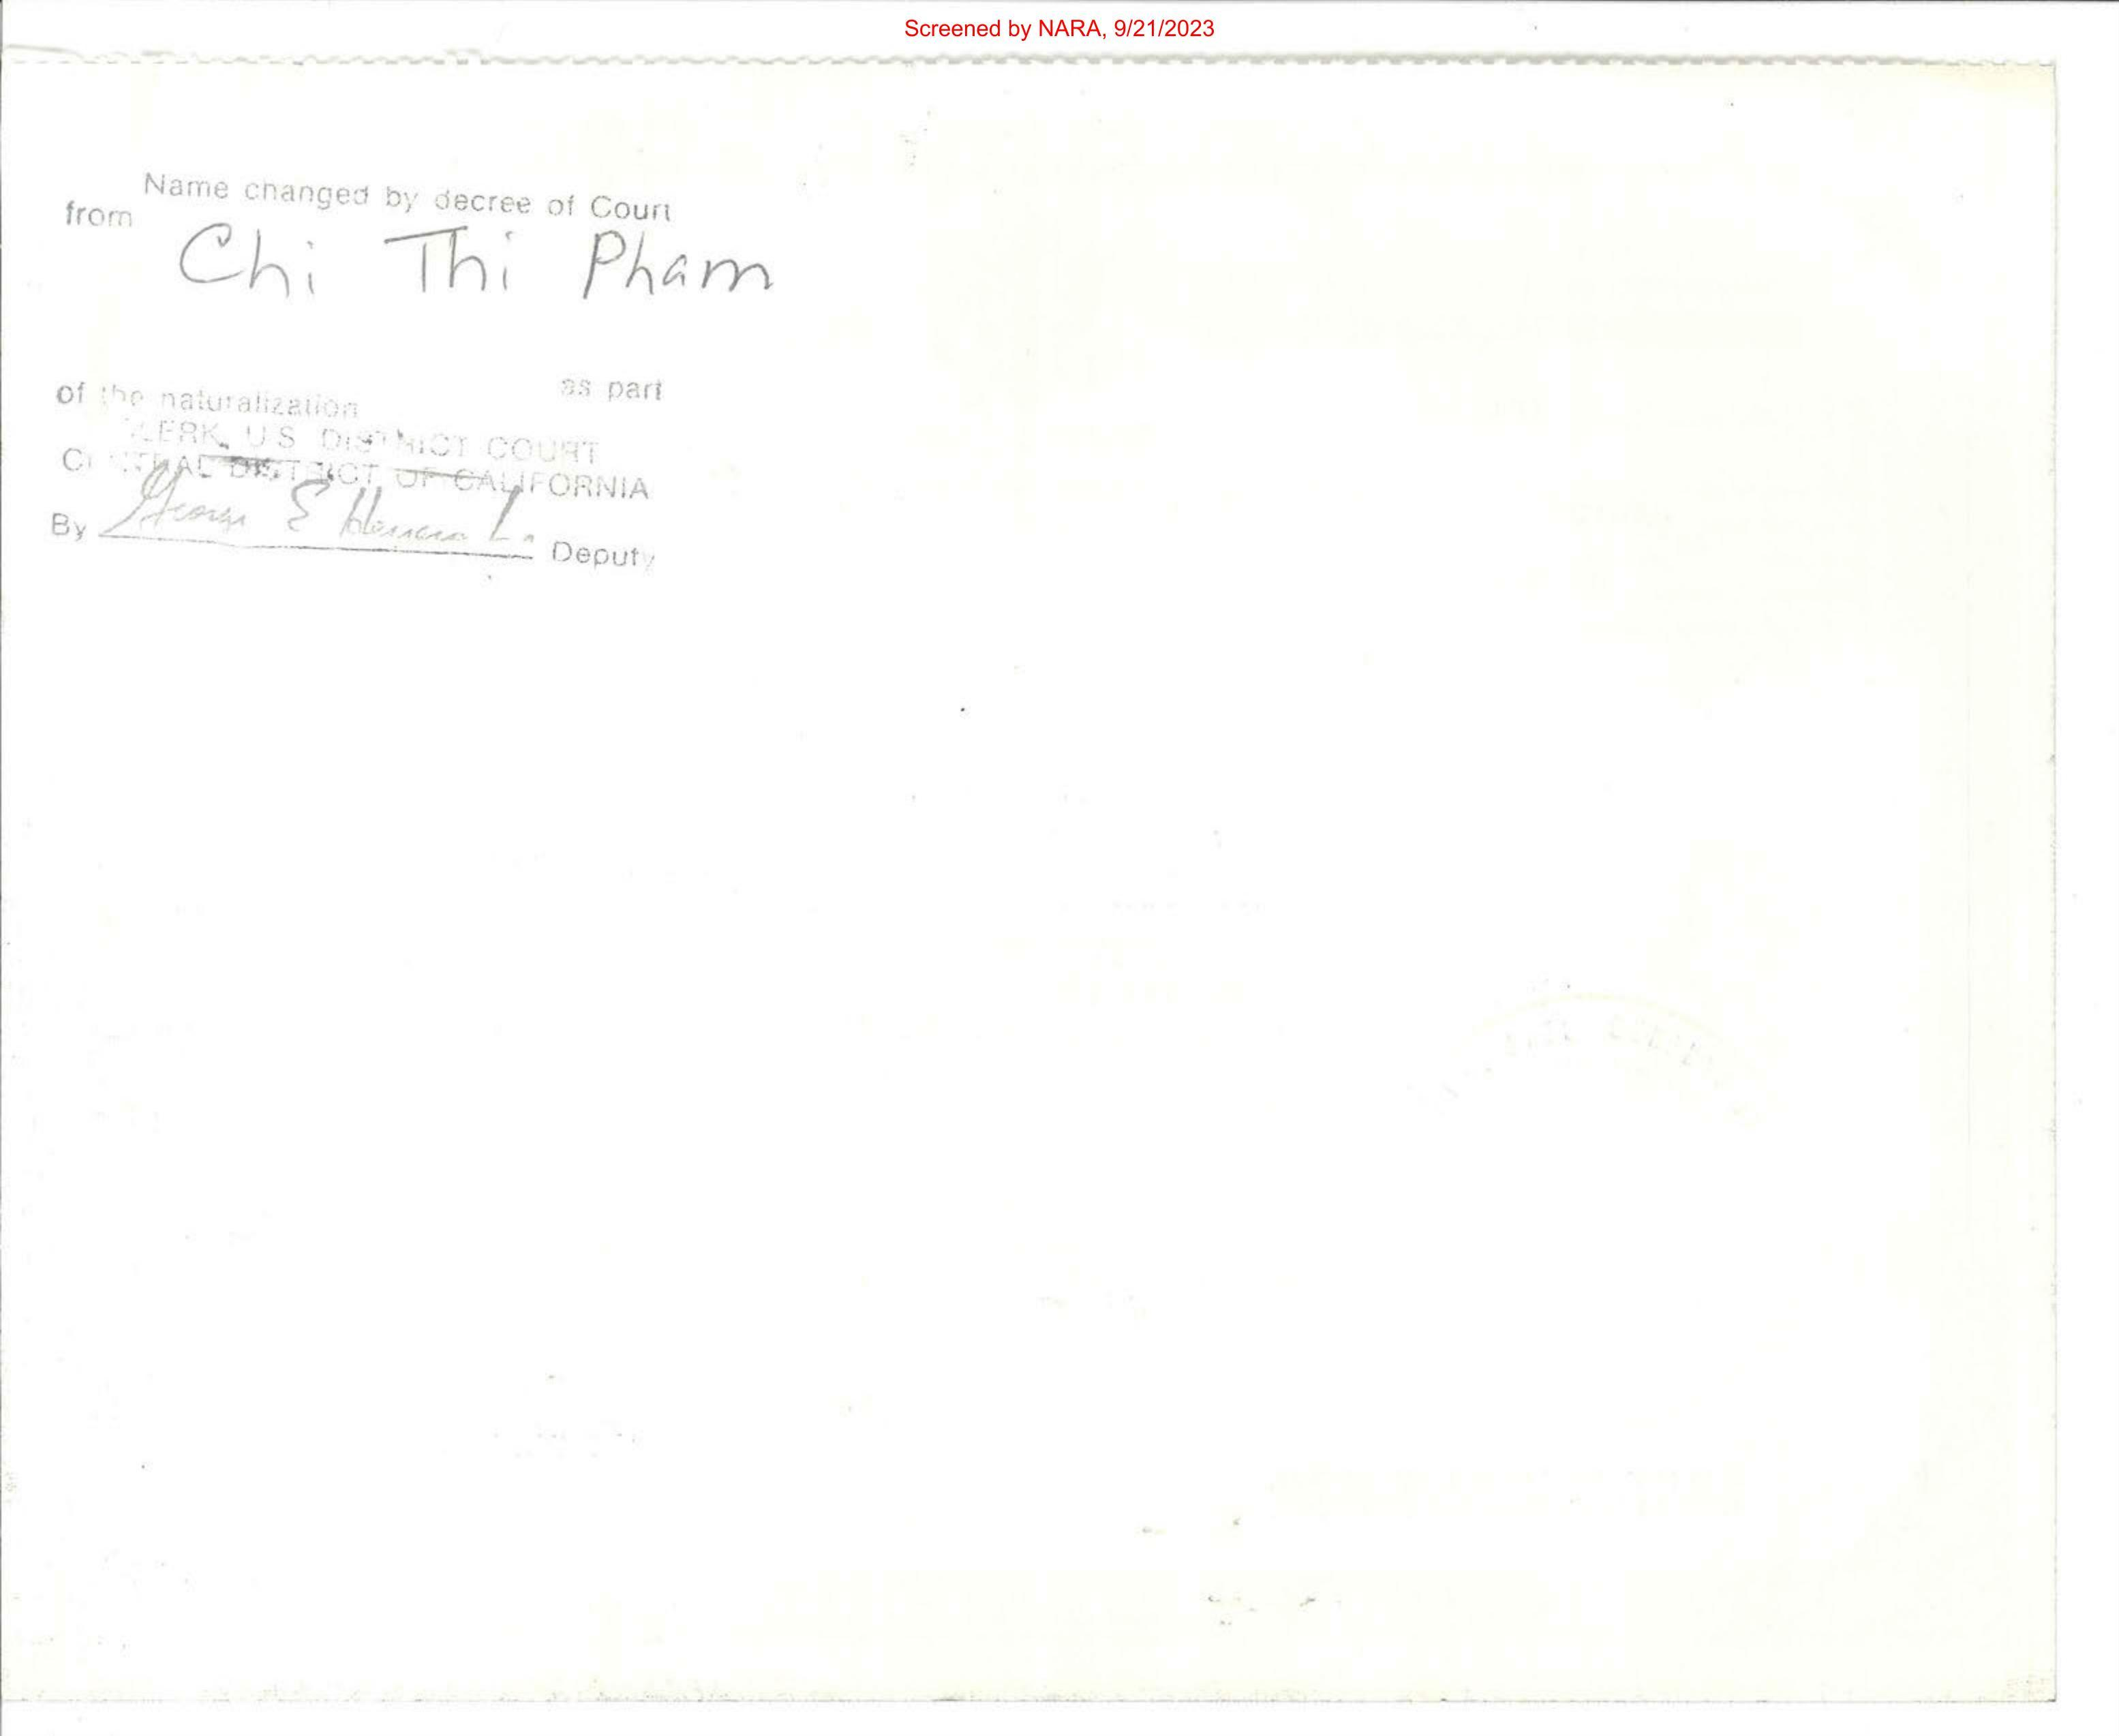 Screened by NARA, 9/21/2023
Name changed by decree of Court
from
Chi Thi Pham
as part
of the naturalization
CLERK, U.S. DISTRICT COURT
CENTRAL DISTRICT OF CALIFORNIA
By George E Deputy